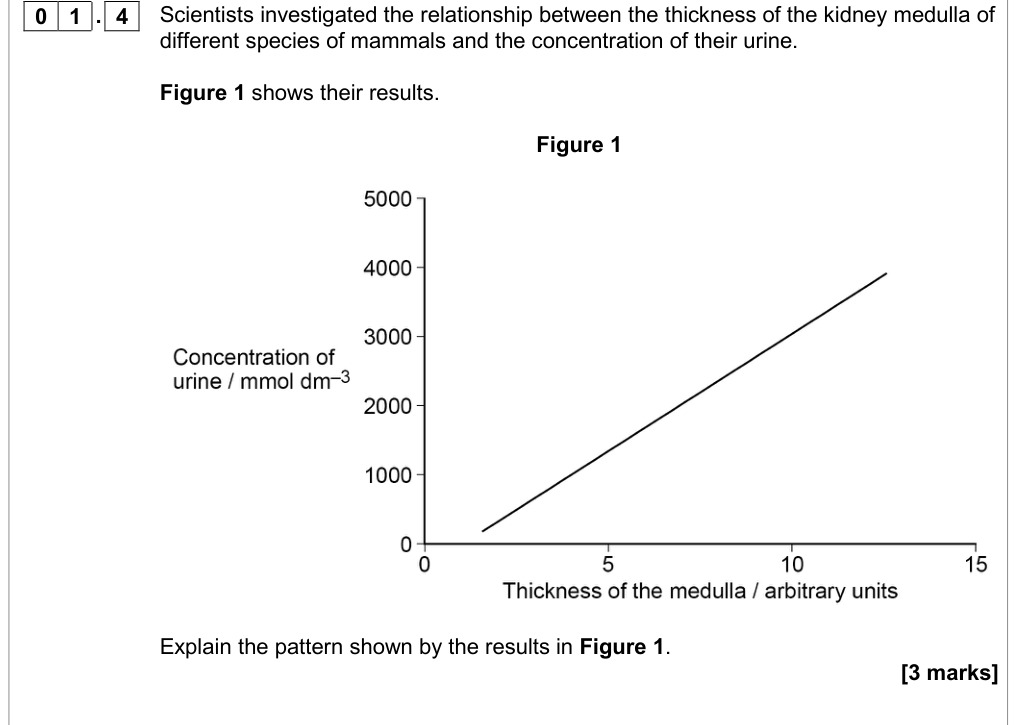 01.4 Scientists investigated the relationship between the thickness of the kidney medulla of
different species of mammals and the concentration of their urine.
Figure 1 shows their results.
Figure 1
5000
4000
3000
Concentration of
urine / mmol dm–3
2000
1000
0
0 5 10 15
Thickness of the medulla / arbitrary units
Explain the pattern shown by the results in Figure 1.
[3 marks]